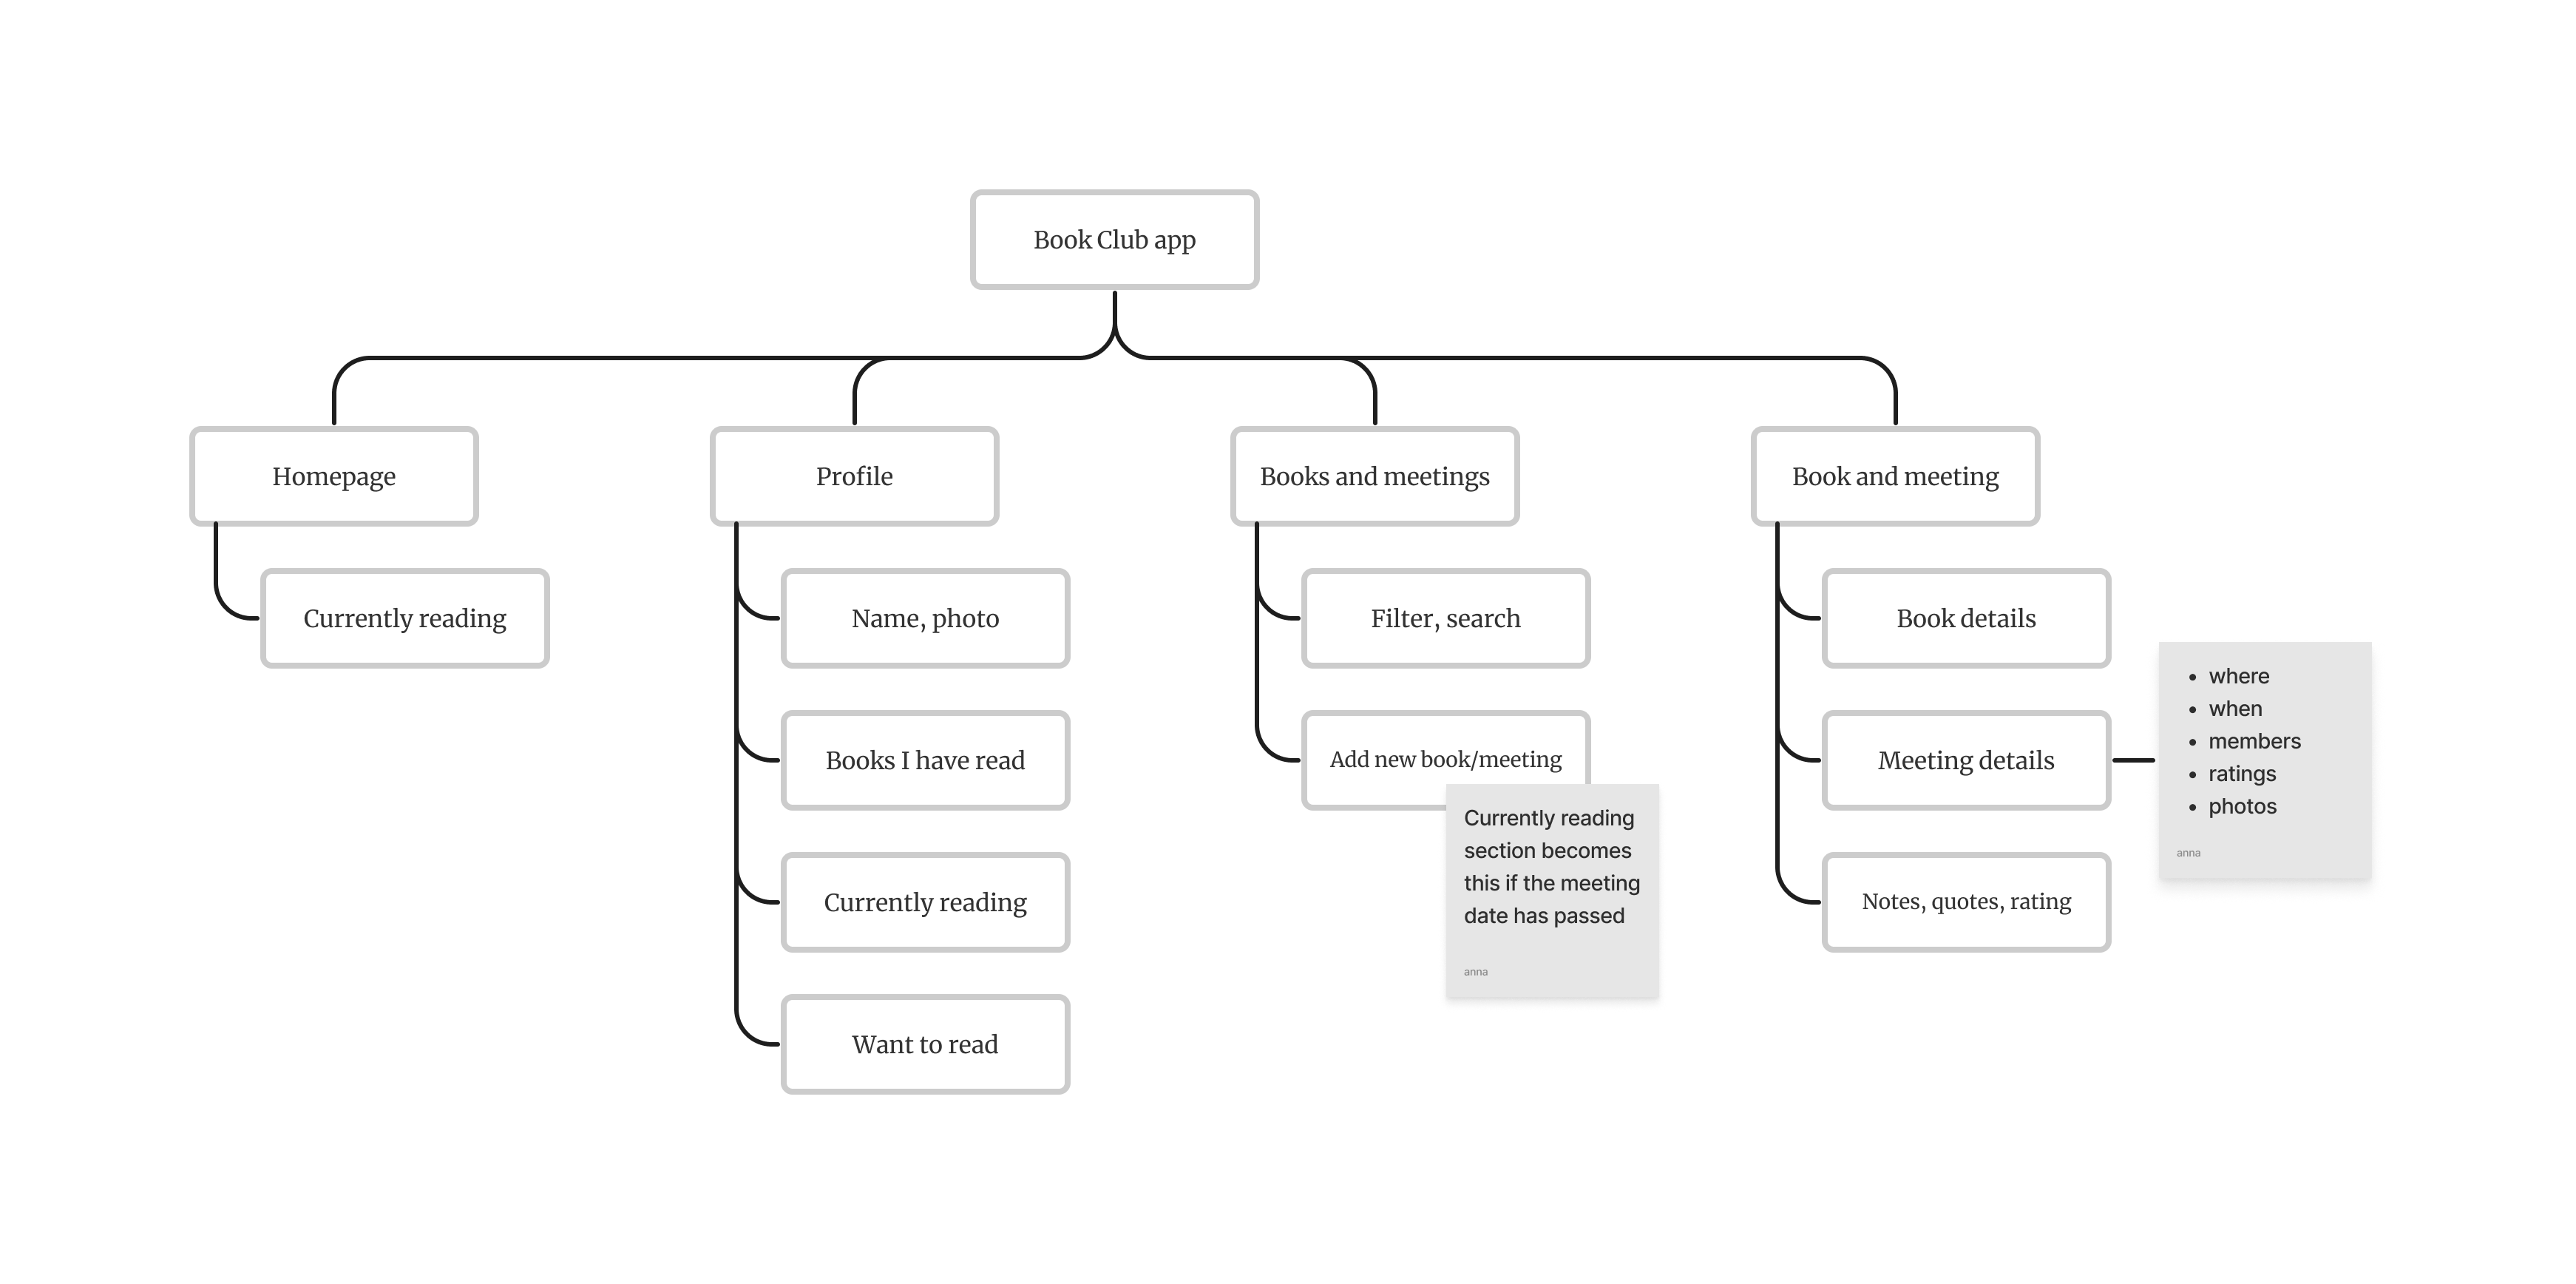 Book Club app
Homepage
Profile
Books and meetings
Book and meeting
Currently reading
Name, photo
Filter, search
Book details
Books I have read
Add new book/meeting
Meeting details
• where
• when
• members
• ratings
• photos
anna
Currently reading
section becomes
this if the meeting
date has passed
anna
Currently reading
Notes, quotes, rating
Want to read